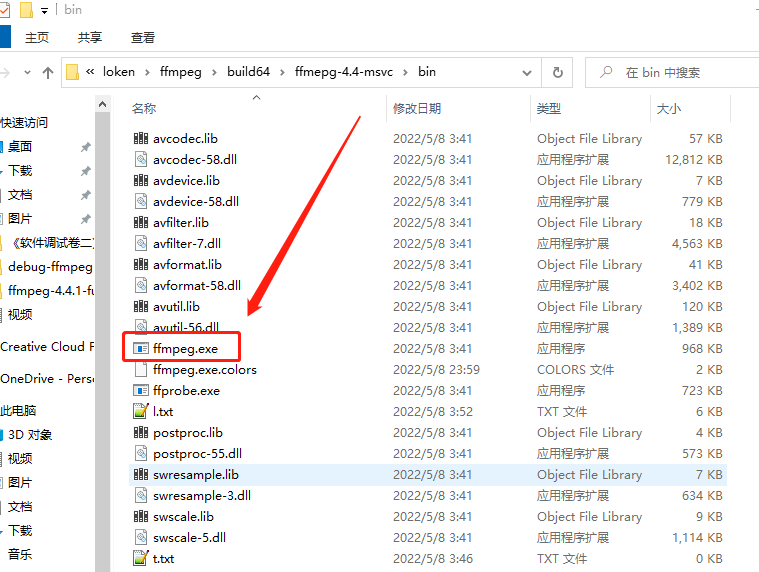 bin
主页 共享 查看
« loken › ffmpeg › build64 › ffmepg-4.4-msvc › bin 在 bin 中搜索
名称 修改日期 类型 大小
快速访问
桌面
下载
文档
图片
《软件调试卷二》
debug-ffmpeg
ffmpeg-4.4.1-fu
视频
Creative Cloud F
OneDrive - Perso
此电脑
3D 对象
视频
图片
文档
下载
音乐
avcodec.lib 2022/5/8 3:41 Object File Library 57 KB
avcodec-58.dll 2022/5/8 3:41 应用程序扩展 12,812 KB
avdevice.lib 2022/5/8 3:41 Object File Library 7 KB
avdevice-58.dll 2022/5/8 3:41 应用程序扩展 779 KB
avfilter.lib 2022/5/8 3:41 Object File Library 18 KB
avfilter-7.dll 2022/5/8 3:41 应用程序扩展 4,563 KB
avformat.lib 2022/5/8 3:41 Object File Library 41 KB
avformat-58.dll 2022/5/8 3:41 应用程序扩展 3,402 KB
avutil.lib 2022/5/8 3:41 Object File Library 120 KB
avutil-56.dll 2022/5/8 3:41 应用程序扩展 1,389 KB
ffmpeg.exe 2022/5/8 3:41 应用程序 968 KB
ffmpeg.exe.colors 2022/5/8 23:59 COLORS 文件 2 KB
ffprobe.exe 2022/5/8 3:41 应用程序 723 KB
l.txt 2022/5/8 3:52 TXT 文件 6 KB
postproc.lib 2022/5/8 3:41 Object File Library 4 KB
postproc-55.dll 2022/5/8 3:41 应用程序扩展 573 KB
swresample.lib 2022/5/8 3:41 Object File Library 7 KB
swresample-3.dll 2022/5/8 3:41 应用程序扩展 634 KB
swscale.lib 2022/5/8 3:41 Object File Library 9 KB
swscale-5.dll 2022/5/8 3:41 应用程序扩展 1,114 KB
t.txt 2022/5/8 3:46 TXT 文件 0 KB